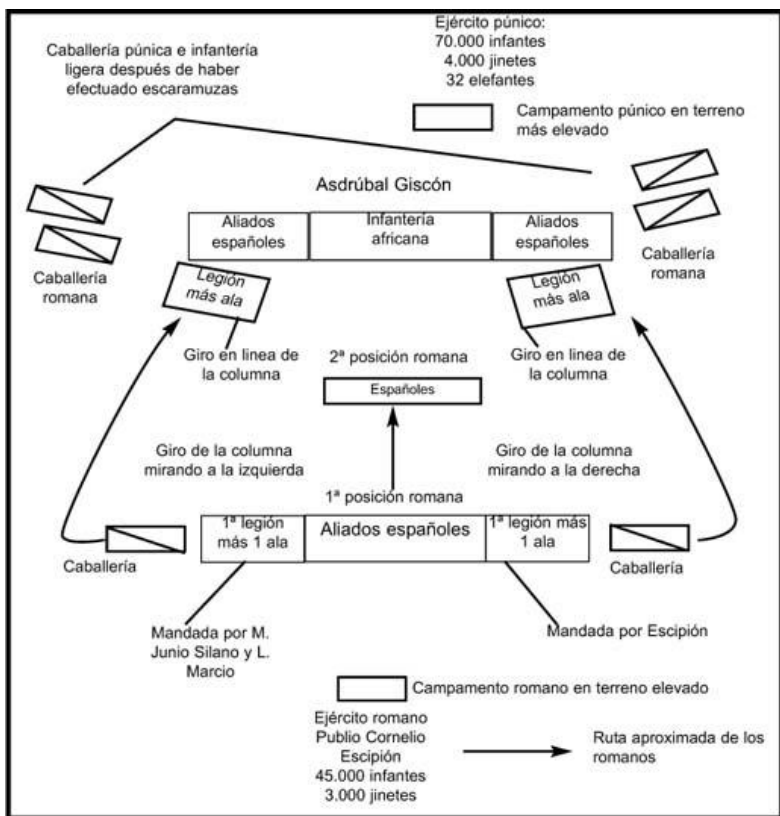 Ejército púnico:
70.000 infantes
4.000 jinetes
32 elefantes
Caballería púnica e infantería
ligera después de haber
efectuado escaramuzas
Campamento púnico en terreno
más elevado
Asdrúbal Giscón
Aliados
españoles
Infantería
africana
Aliados
españoles
Caballería
romana
Caballería
romana
Legión
más ala
Legión
más ala
Giro en linea de
la columna
2ª posición romana
Giro en linea de
la columna
Españoles
Giro de la columna
mirando a la izquierda
Giro de la columna
mirando a la derecha
1ª posición romana
1ª legión
más 1 ala
Aliados españoles
1ª legión más
1 ala
Caballería
Caballería
Mandada por M.
Junio Silano y L.
Marcio
Mandada por Escipión
Campamento romano en terreno elevado
Ejército romano
Publio Cornelio
Escipión
45.000 infantes
3.000 jinetes
Ruta aproximada de los
romanos